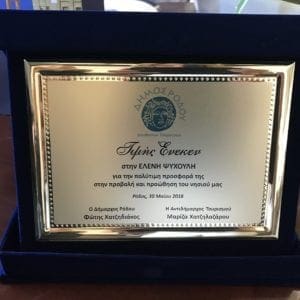 ΔΗΜΟΣ ΡΟΔΟΥ
Τιμής Ένεκεν
στην ΕΛΕΝΗ ΨΥΧΟΥΛΗ
για την πολύτιμη προσφορά της
στην προβολή και προώθηση του νησιού μας
Ρόδος, 30 Μαΐου 2018
Ο Δήμαρχος Ρόδου Η Αντιδήμαρχος Τουρισμού
Φώτης Χατζηδιάκος Μαρίζα Χατζηλαζάρου